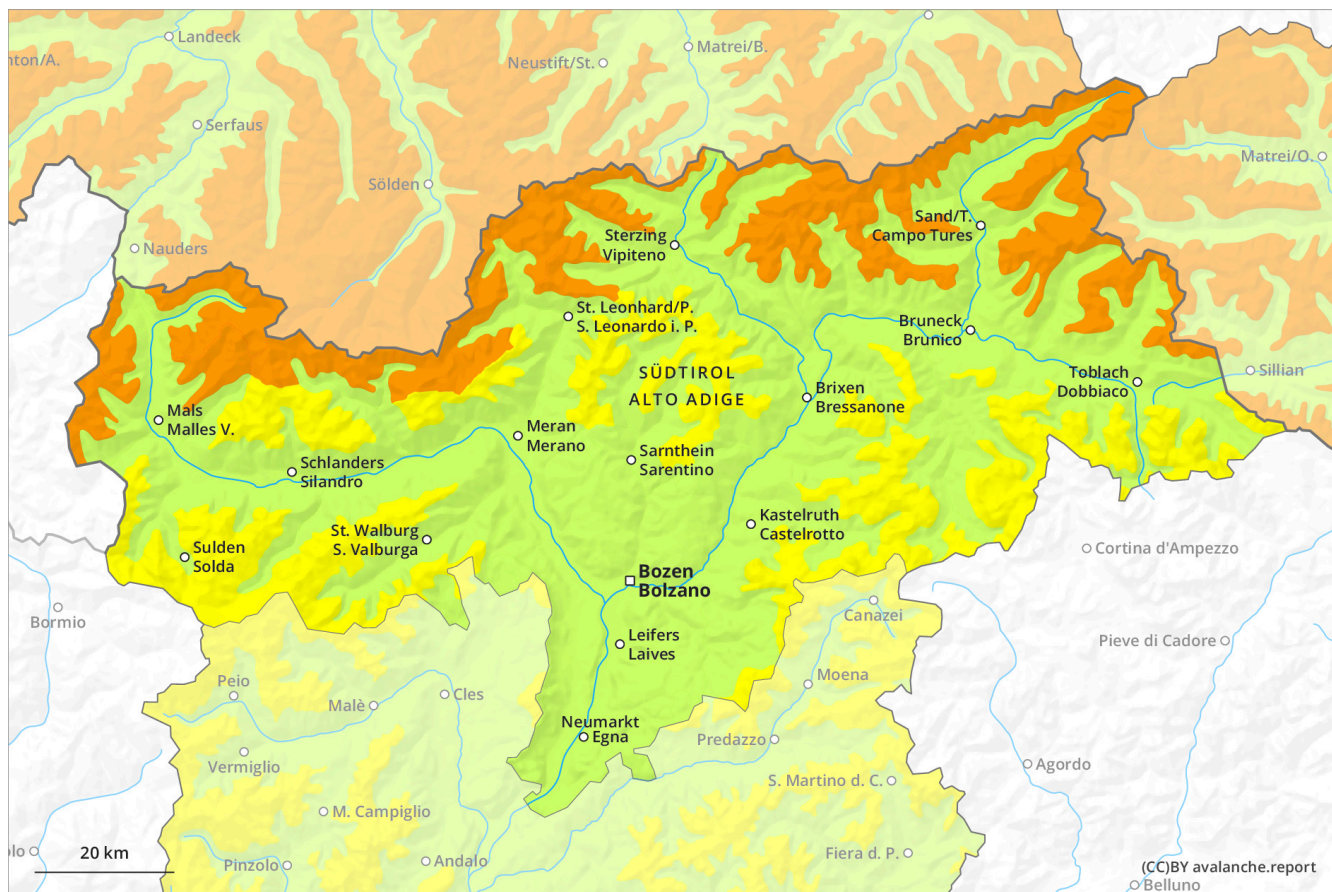 Landeck
nton/A.
Matrei/B.
Neustift/St.
Serfaus
Sölden
Matrei/O.
Nauders
Sand/T.
Campo Tures
Sterzing
Vipiteno
St. Leonhard/P.
S. Leonardo i. P.
Bruneck
Brunico
SÜDTIROL
ALTO ADIGE
Toblach
Dobbiaco
Sillian
Brixen
Bressanone
Mals
Malles V.
Meran
Merano
Sarnthein
Sarentino
Schlanders
Silandro
Kastelruth
Castelrotto
St. Walburg
S. Valburga
Sulden
Solda
Cortina d'Ampezzo
Bozen
Bolzano
Bormio
Canazei
Leifers
Laives
Pieve di Cadore
Peio
Malè
Cles
Moena
Neumarkt
Egna
Predazzo
Vermiglio
Agordo
S. Martino d. C.
M. Campiglio
olo
20 km
Pinzolo
Andalo
Fiera d. P.
(CC)BY avalanche.report
Belluno